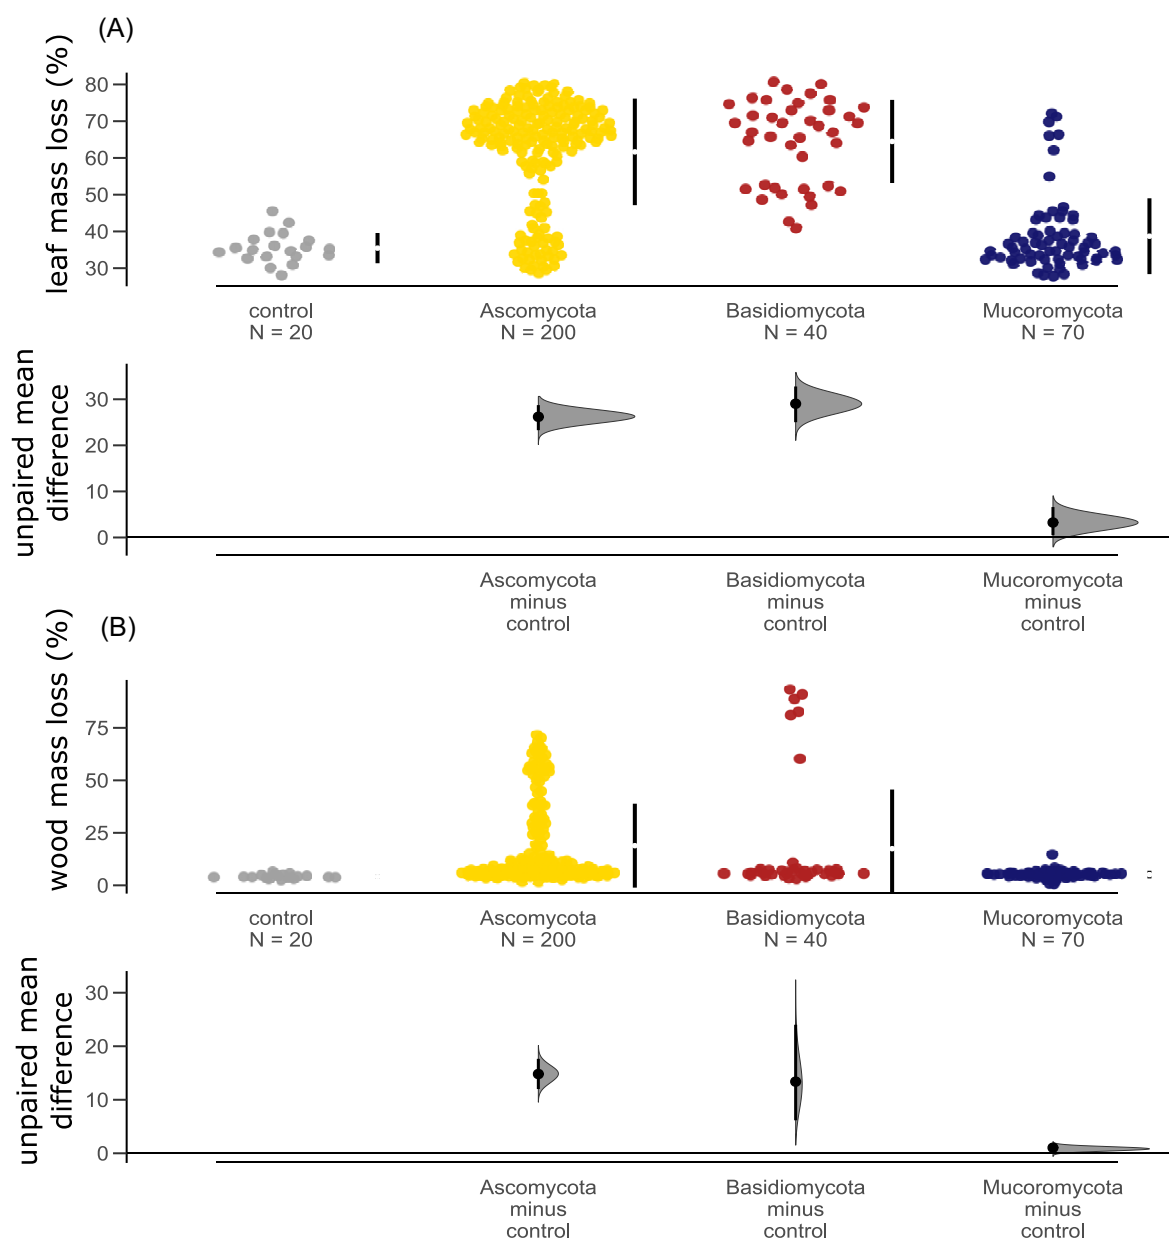 (A)
leaf mass loss (%)
80
70
60
50
40
30
control
N = 20
Ascomycota
N = 200
Basidiomycota
N = 40
Mucoromycota
N = 70
unpaired mean
difference
30
20
10
0
Ascomycota
minus
control
Basidiomycota
minus
control
Mucoromycota
minus
control
(B)
wood mass loss (%)
75
50
25
0
control
N = 20
Ascomycota
N = 200
Basidiomycota
N = 40
Mucoromycota
N = 70
unpaired mean
difference
30
20
10
0
Ascomycota
minus
control
Basidiomycota
minus
control
Mucoromycota
minus
control